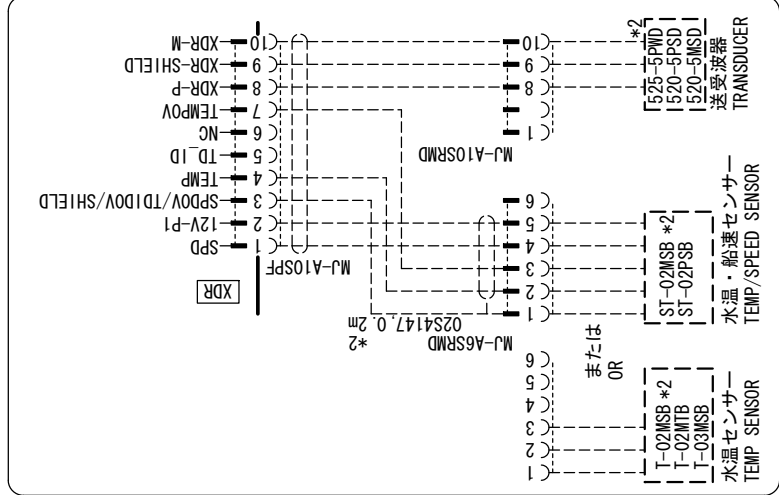 XDR-M
XDR-SHIELD
XDR-P
TEMP0V
NC
TD_ID
TEMP
SPD0V/TDID0V/SHIELD
12V-P1
SPD
10
9
8
7
6
5
4
3
2
1
XDR
MJ-A10SPF
10
9
8
1
MJ-A10SRMD
*2
525-5PWD
520-5PSD
520-5MSD
送受波器
TRANSDUCER
6
5
4
3
2
1
02S4147,0.2m
*2
MJ-A6SRMD
ST-02MSB *2
ST-02PSB
水温・船速センサー
TEMP/SPEED SENSOR
または
OR
6
5
4
3
2
1
T-02MSB *2
T-02MTB
T-03MSB
水温センサー
TEMP SENSOR